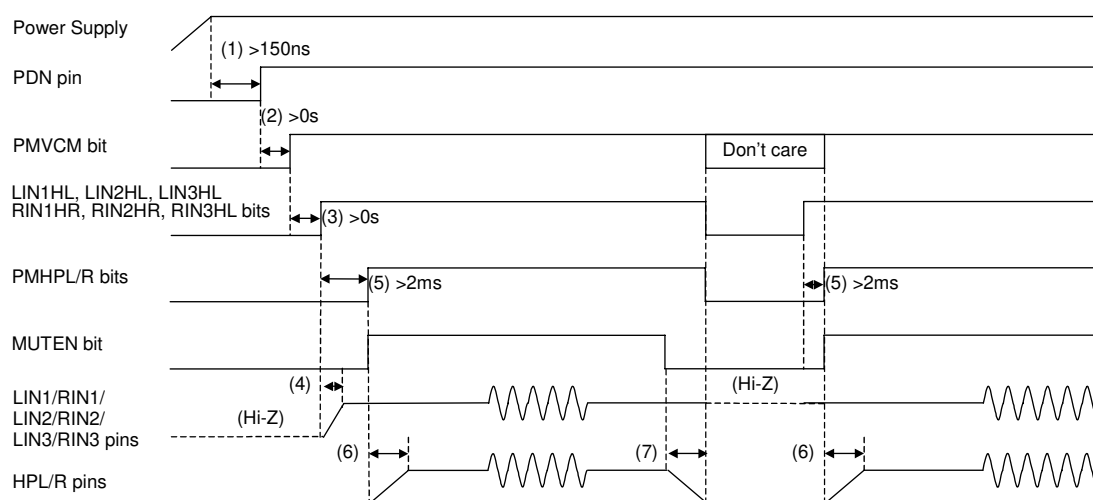 Power Supply
(1) >150ns
PDN pin
(2) >0s
PMVCM bit
Don't care
LIN1HL, LIN2HL, LIN3HL
RIN1HR, RIN2HR, RIN3HL bits
(3) >0s
PMHPL/R bits
(5) >2ms
(5) >2ms
MUTEN bit
(4)
(Hi-Z)
LIN1/RIN1/
LIN2/RIN2/
LIN3/RIN3 pins
(Hi-Z)
(6)
(7)
(6)
HPL/R pins